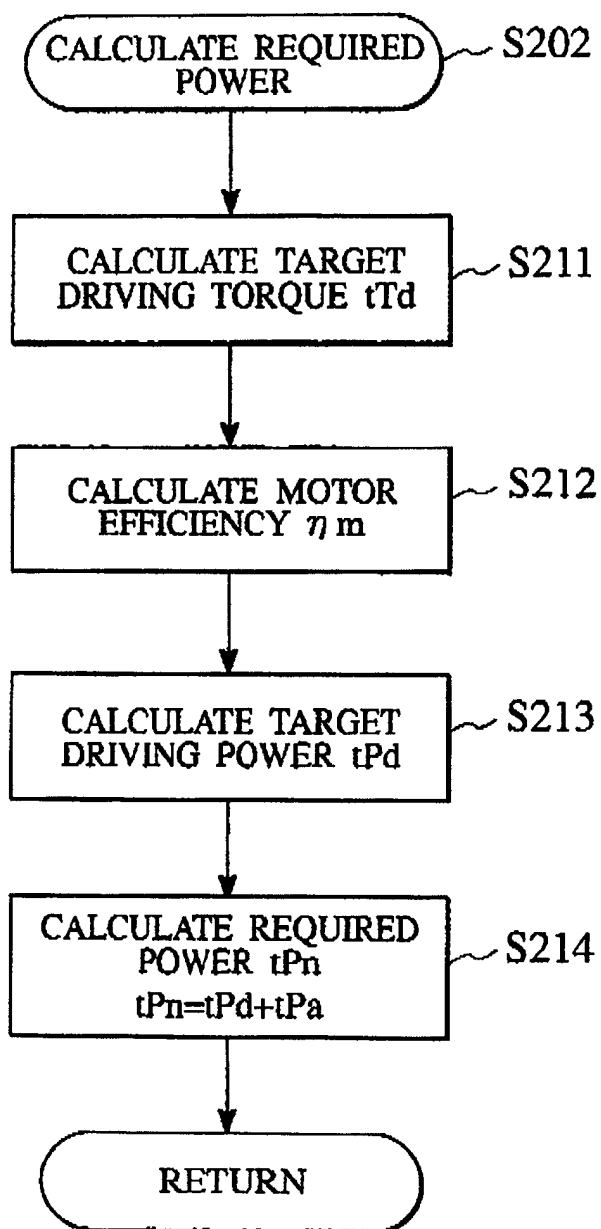 CALCULATE REQUIRED
POWER
S202
CALCULATE TARGET
DRIVING TORQUE tTd
S211
CALCULATE MOTOR
EFFICIENCY η m
S212
CALCULATE TARGET
DRIVING POWER tPd
S213
CALCULATE REQUIRED
POWER tPn
tPn=tPd+tPa
S214
RETURN